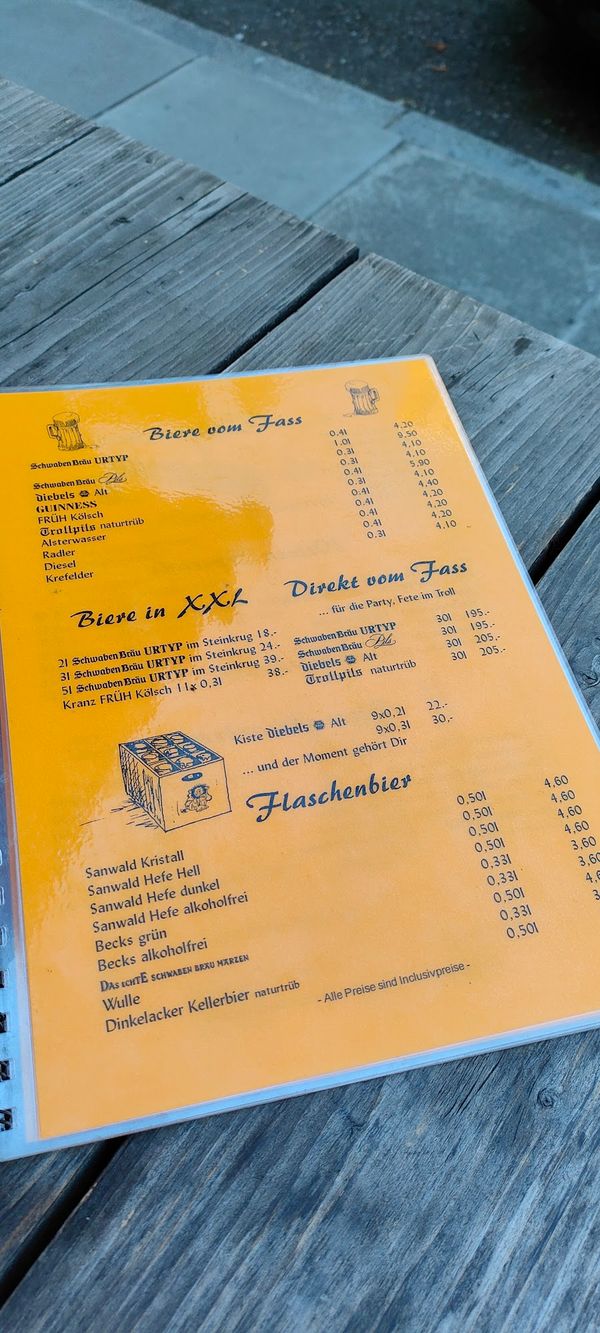 Biere vom Fass
Schwaben Bräu URTYP 0.4l 4.20
1.0l 9.50
Schwaben Bräu Pils 0.3l 4.10
diebels Alt 0.3l 4.10
GUINNESS 0.4l 5.90
FRÜH Kölsch 0.3l 4.10
Trollpils naturtrüb 0.4l 4.40
Alsterwasser 0.4l 4.20
Radler 0.4l 4.20
Diesel 0.4l 4.20
Krefelder 0.3l 4.10
Biere in XXL
2l Schwaben Bräu URTYP im Steinkrug 18.-
3l Schwaben Bräu URTYP im Steinkrug 24.-
5l Schwaben Bräu URTYP im Steinkrug 39.-
Kranz FRÜH Kölsch 11x 0,3l 38.-
Direkt vom Fass
... für die Party, Fete im Troll
Schwaben Bräu URTYP 30l 195.-
Schwaben Bräu Pils 30l 195.-
diebels Alt 30l 205.-
Trollpils naturtrüb 30l 205.-
Kiste diebels Alt 9x0,2l 22.-
9x0,3l 30.-
... und der Moment gehört Dir
Flaschenbier
Sanwald Kristall 0,50l 4.60
Sanwald Hefe Hell 0,50l 4.60
Sanwald Hefe dunkel 0,50l 4.60
Sanwald Hefe alkoholfrei 0,50l 4.60
Becks grün 0,33l 3,60
Becks alkoholfrei 0,33l 3,60
DAS ECHTE SCHWABEN BRÄU MÄRZEN 0,50l
Wulle 0,33l
Dinkelacker Kellerbier naturtrüb 0,50l
- Alle Preise sind Inclusivpreise -